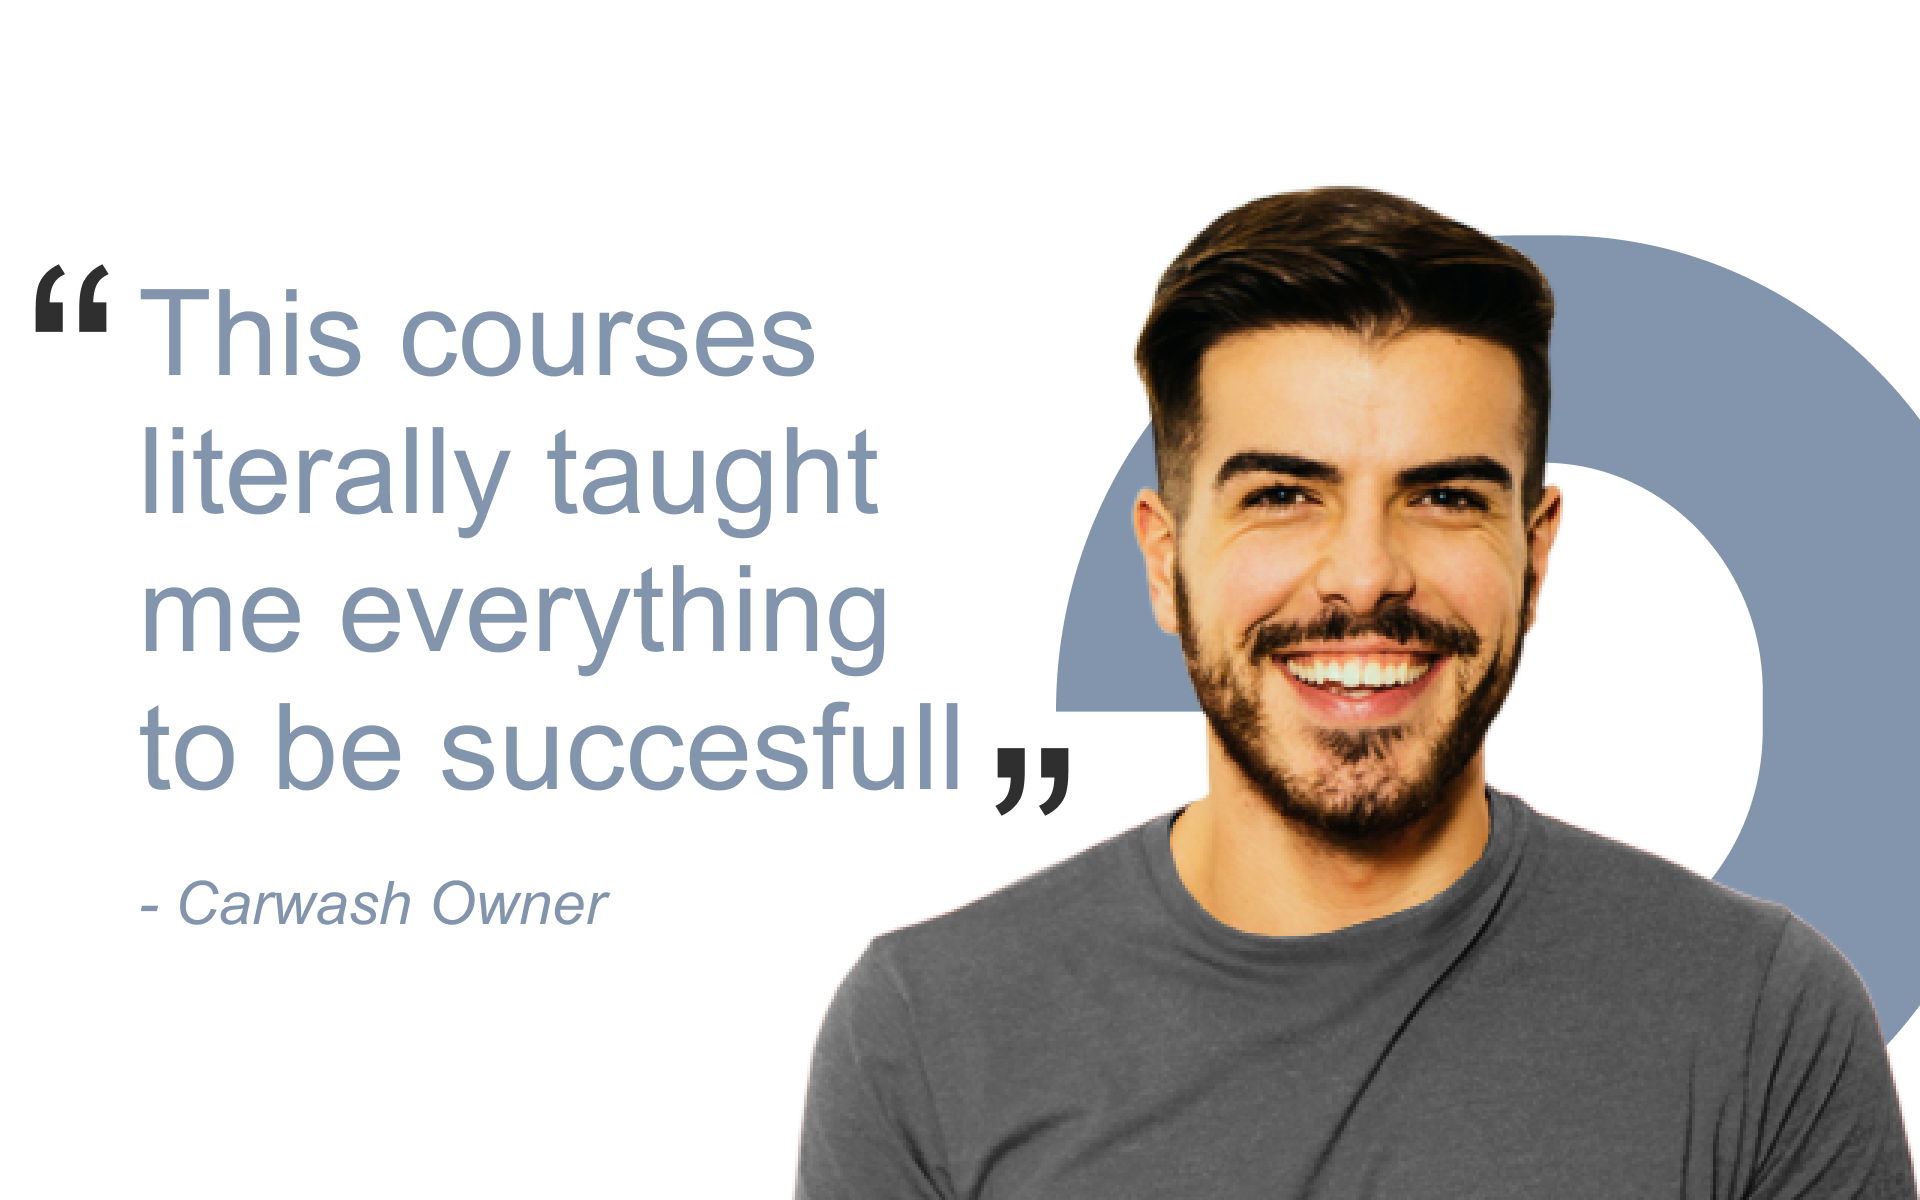 “This courses
literally taught
me everything
to be succesfull”
- Carwash Owner